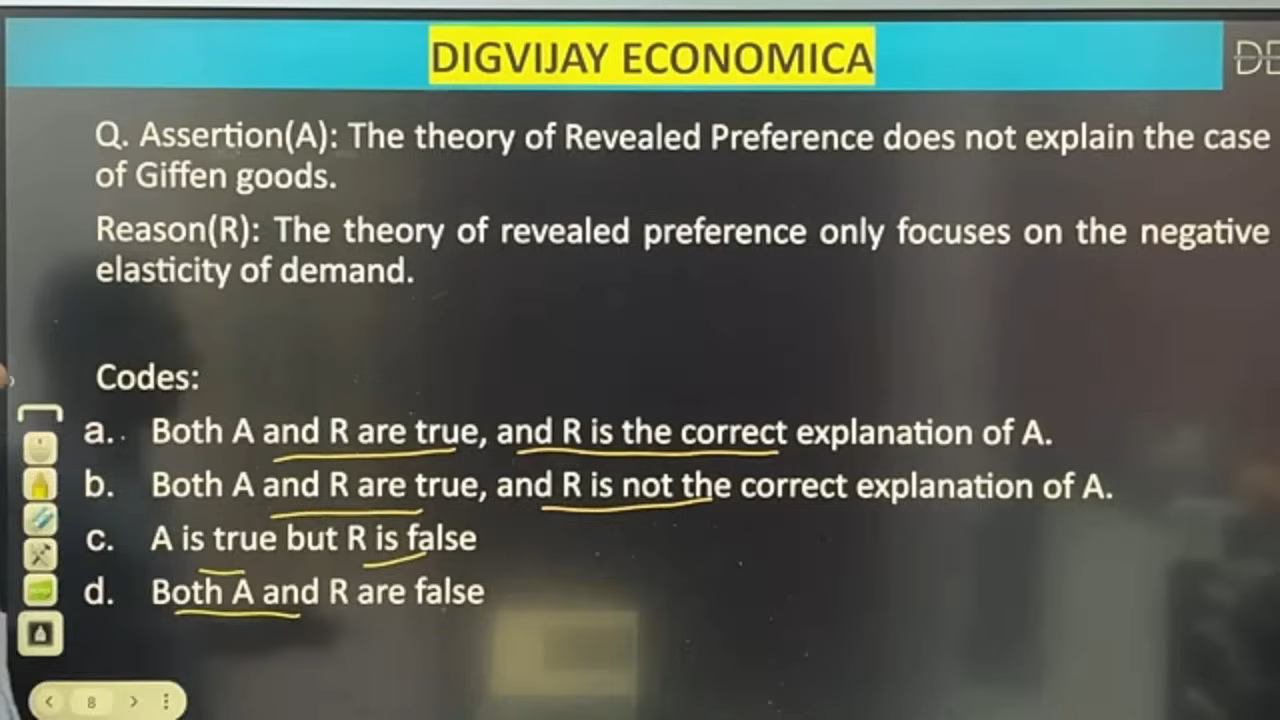 DIGVIJAY ECONOMICA
DE
Q. Assertion(A): The theory of Revealed Preference does not explain the case
of Giffen goods.
Reason(R): The theory of revealed preference only focuses on the negative
elasticity of demand.
Codes:
a. Both A and R are true, and R is the correct explanation of A.
b. Both A and R are true, and R is not the correct explanation of A.
c. A is true but R is false
d. Both A and R are false
8